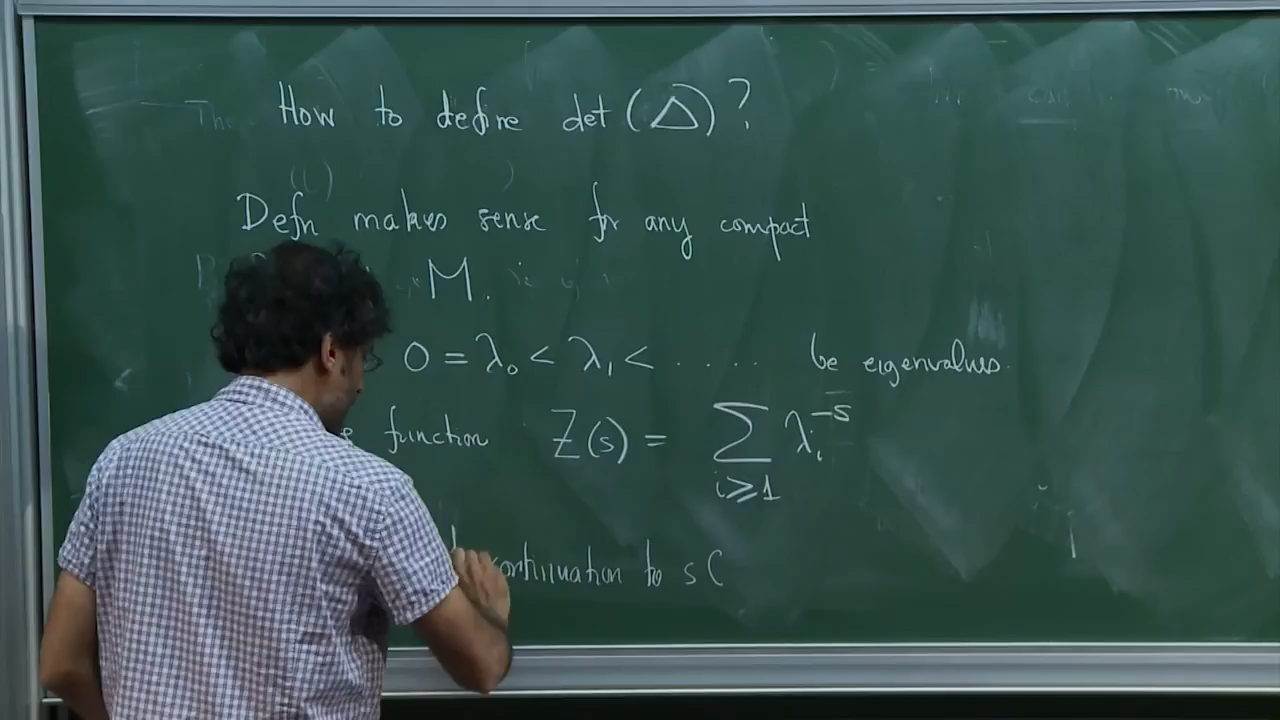 How to define det (Δ)?
Defn makes sense for any compact
M.
0 = λ₀ < λ₁ < ..... be eigenvalues.
function Z(s) = ∑_{i≥1} λᵢ^{-s}
continuation to s C